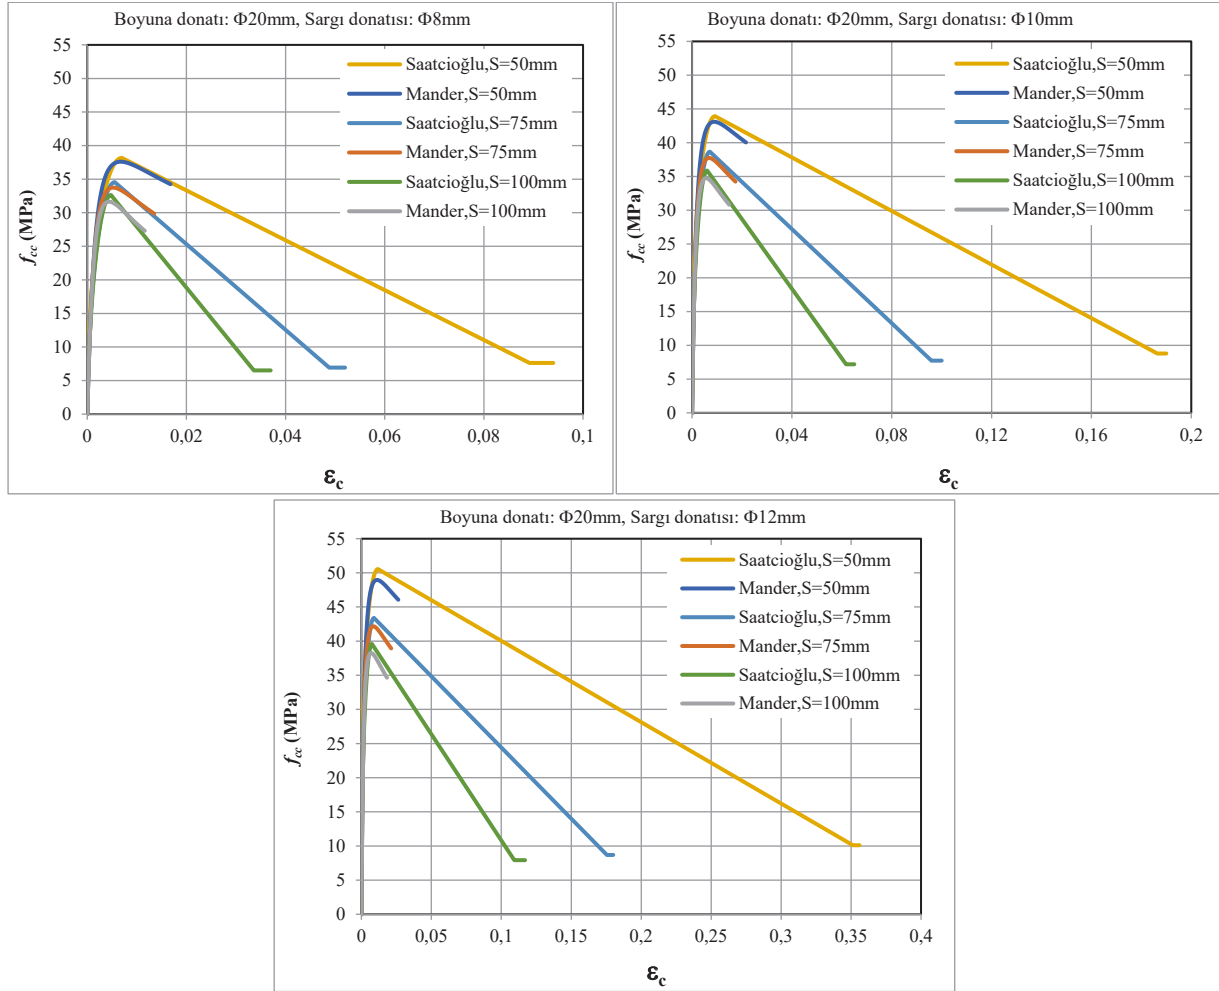 Boyuna donatı: Φ20mm, Sargı donatısı: Φ8mm
55
50
45
40
35
30
25
20
15
10
5
0
f_cc (MPa)
Saatcioğlu,S=50mm
Mander,S=50mm
Saatcioğlu,S=75mm
Mander,S=75mm
Saatcioğlu,S=100mm
Mander,S=100mm
0 0,02 0,04 0,06 0,08 0,1
ε_c
Boyuna donatı: Φ20mm, Sargı donatısı: Φ10mm
55
50
45
40
35
30
25
20
15
10
5
0
f_cc (MPa)
Saatcioğlu,S=50mm
Mander,S=50mm
Saatcioğlu,S=75mm
Mander,S=75mm
Saatcioğlu,S=100mm
Mander,S=100mm
0 0,04 0,08 0,12 0,16 0,2
ε_c
Boyuna donatı: Φ20mm, Sargı donatısı: Φ12mm
55
50
45
40
35
30
25
20
15
10
5
0
f_cc (MPa)
Saatcioğlu,S=50mm
Mander,S=50mm
Saatcioğlu,S=75mm
Mander,S=75mm
Saatcioğlu,S=100mm
Mander,S=100mm
0 0,05 0,1 0,15 0,2 0,25 0,3 0,35 0,4
ε_c